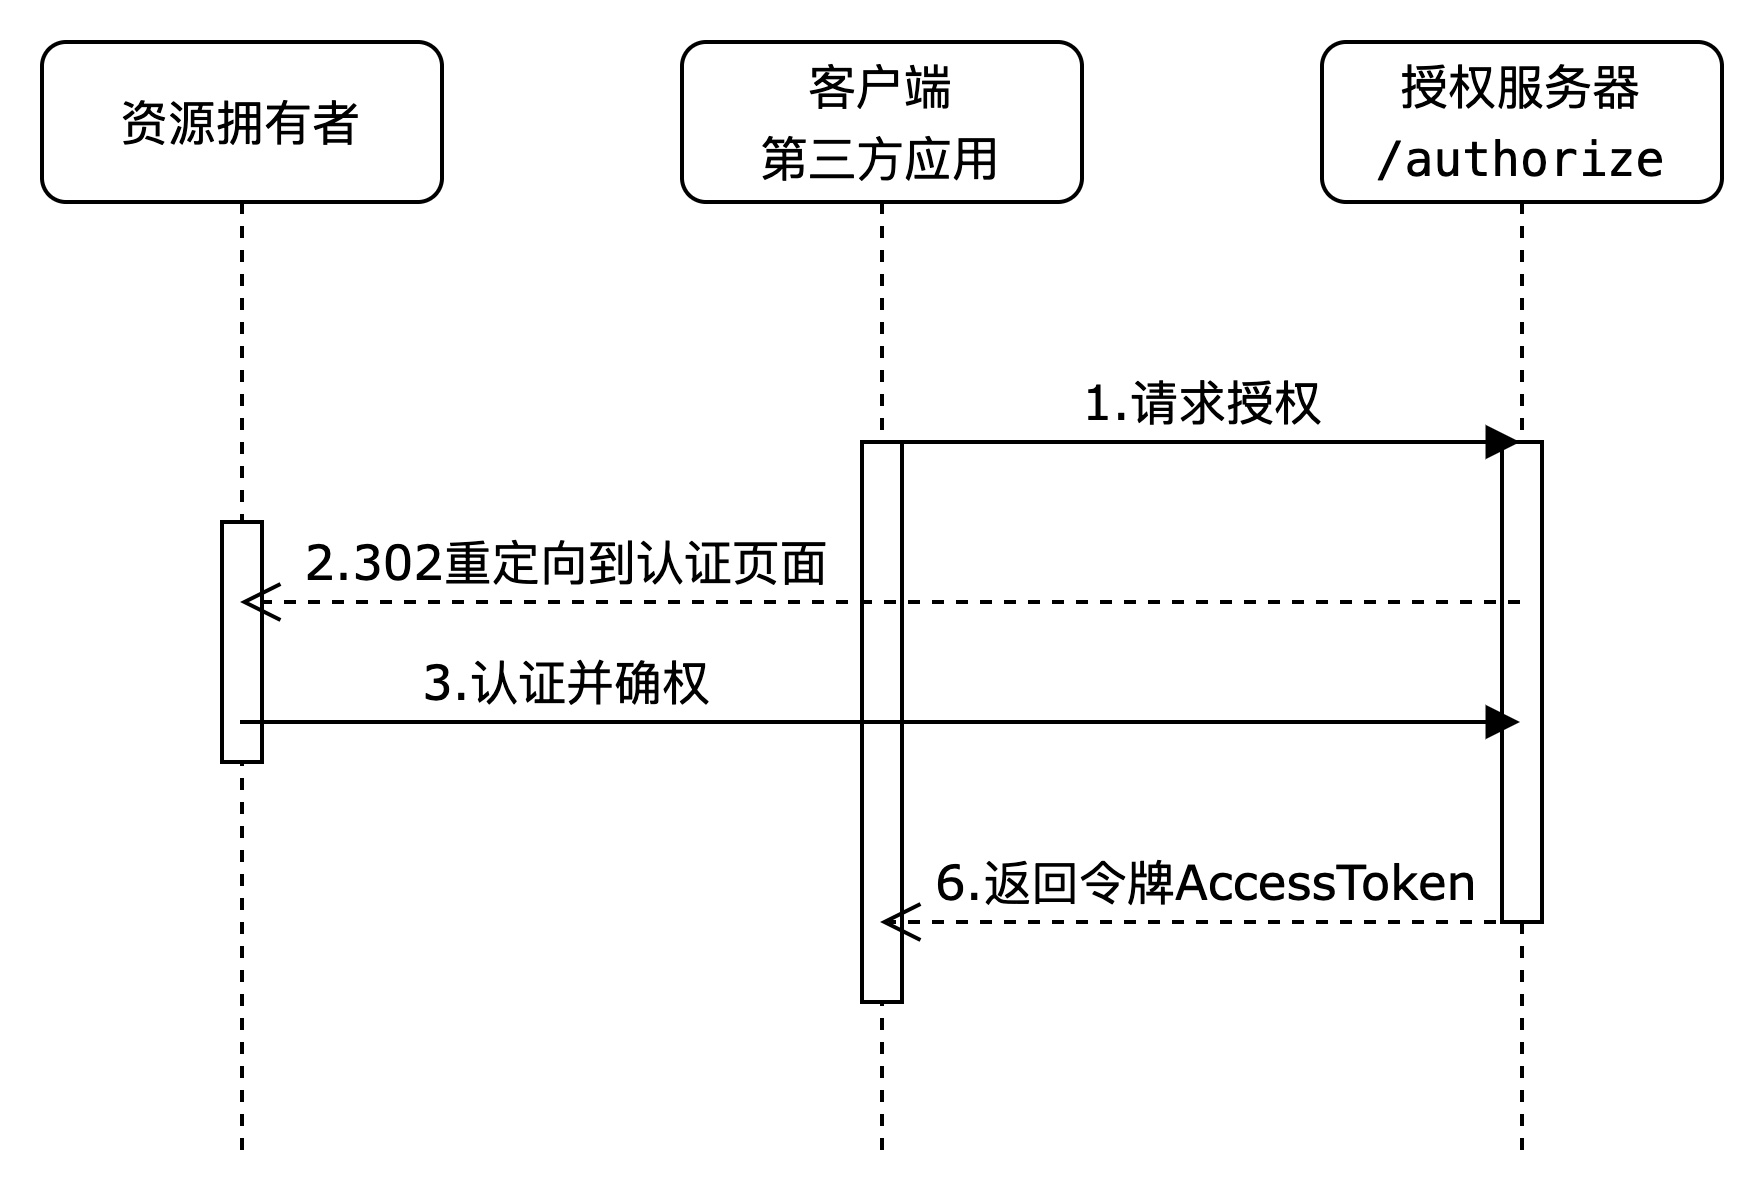 资源拥有者
客户端
第三方应用
授权服务器
/authorize
1.请求授权
2.302重定向到认证页面
3.认证并确权
6.返回令牌AccessToken